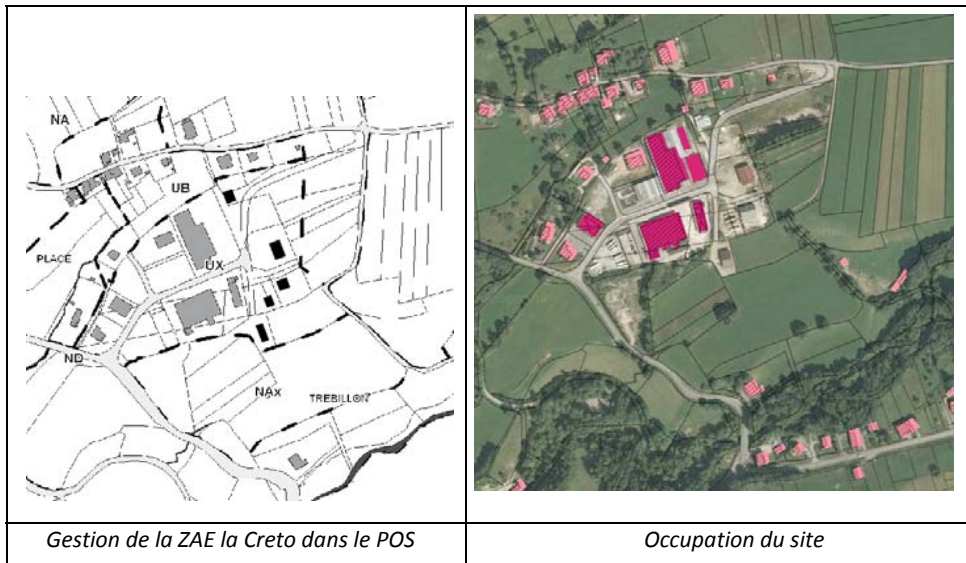 NA
UB
PLACE
UX
ND
NAx
TREBILLON
Gestion de la ZAE la Creto dans le POS
Occupation du site